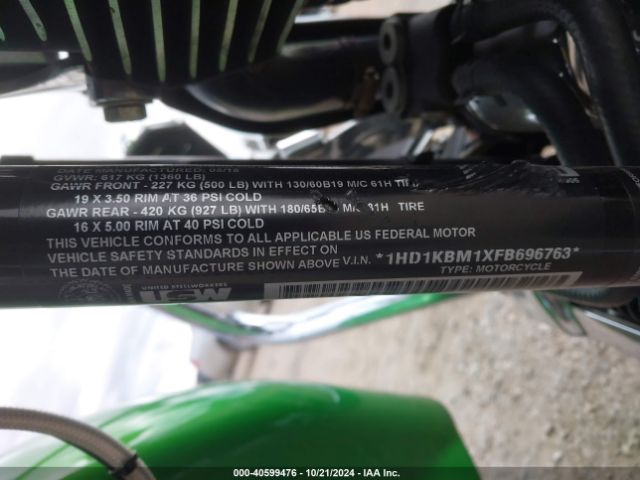 DATE MANUFACTURED:
GVWR: 617 KG (1360 LB)
GAWR FRONT - 227 KG (500 LB) WITH 130/60B19 M/C 61H TIRE
19 X 3.50 RIM AT 36 PSI COLD
GAWR REAR - 420 KG (927 LB) WITH 180/65B M/C 81H TIRE
16 X 5.00 RIM AT 40 PSI COLD
THIS VEHICLE CONFORMS TO ALL APPLICABLE US FEDERAL MOTOR
VEHICLE SAFETY STANDARDS IN EFFECT ON
THE DATE OF MANUFACTURE SHOWN ABOVE V.I.N. *1HD1KBM1XFB696763*
TYPE: MOTORCYCLE
UNITED STEELWORKERS
USW
000-40599476 - 10/21/2024 - IAA Inc.